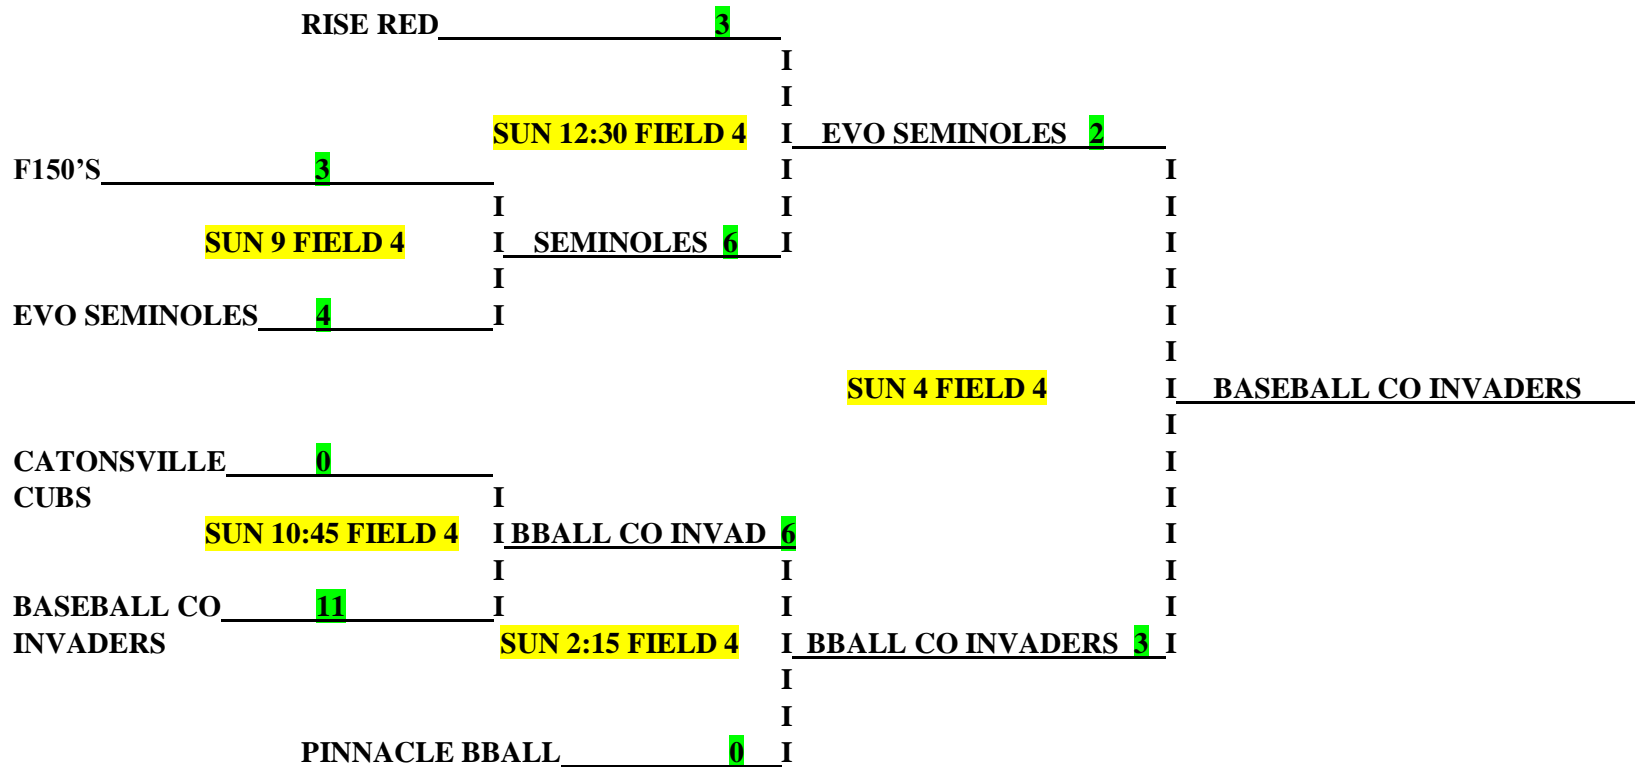 RISE RED 3
I
I
SUN 12:30 FIELD 4 I EVO SEMINOLES 2
F150’S 3 I I
I I I
SUN 9 FIELD 4 I SEMINOLES 6 I I
I I
EVO SEMINOLES 4 I I
I
SUN 4 FIELD 4 I BASEBALL CO INVADERS
I
CATONSVILLE 0 I
CUBS I I
SUN 10:45 FIELD 4 I BBALL CO INVAD 6 I
I I I
BASEBALL CO 11 I I I
INVADERS SUN 2:15 FIELD 4 I BBALL CO INVADERS 3 I
I
I
PINNACLE BBALL 0 I